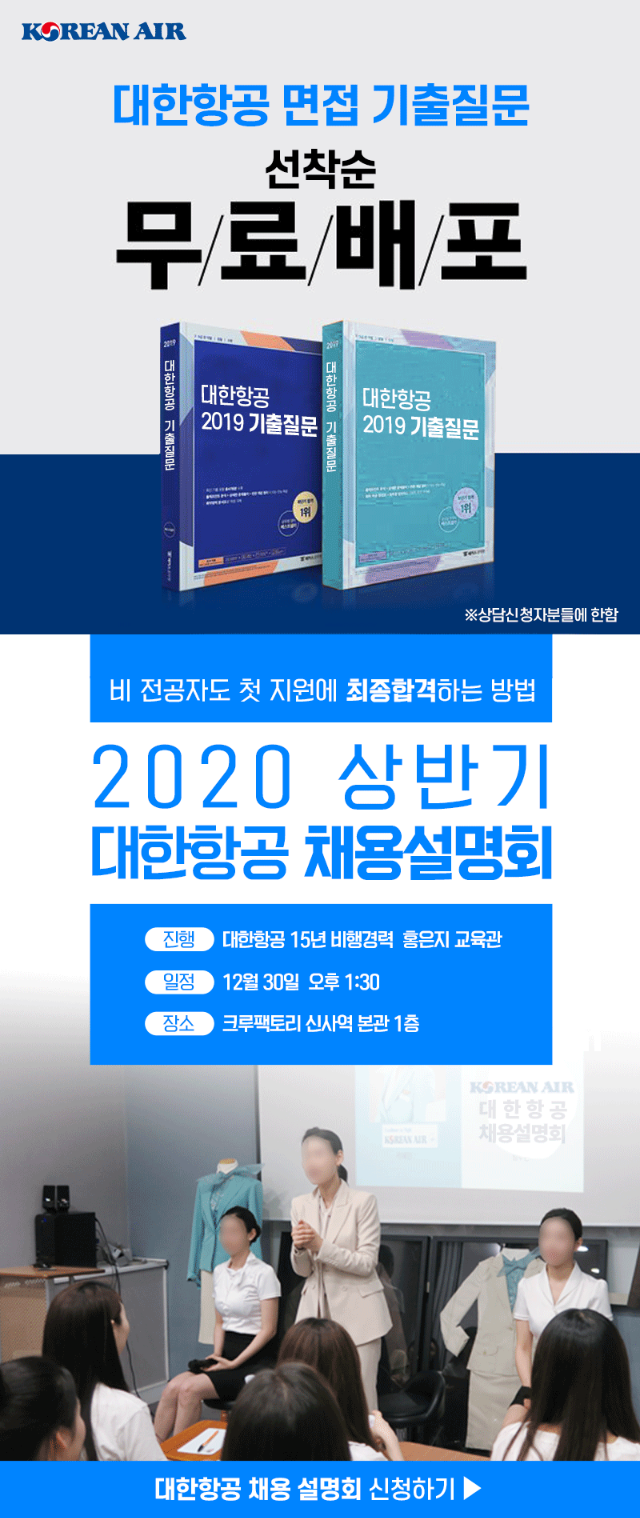 KOREAN AIR
대한항공 면접 기출질문
선착순
무/료/배/포
2019 대한항공 기출질문
대한항공
2019 기출질문
1위
2019 대한항공 기출질문
대한항공
2019 기출질문
1위
※상담신청자분들에 한함
비 전공자도 첫 지원에 최종합격하는 방법
2020 상반기
대한항공 채용설명회
진행 대한항공 15년 비행경력 홍은지 교육관
일정 12월 30일 오후 1:30
장소 크루팩토리 신사역 본관 1층
KOREAN AIR
대한항공
채용설명회
KOREAN AIR
대한항공 채용 설명회 신청하기 ▶